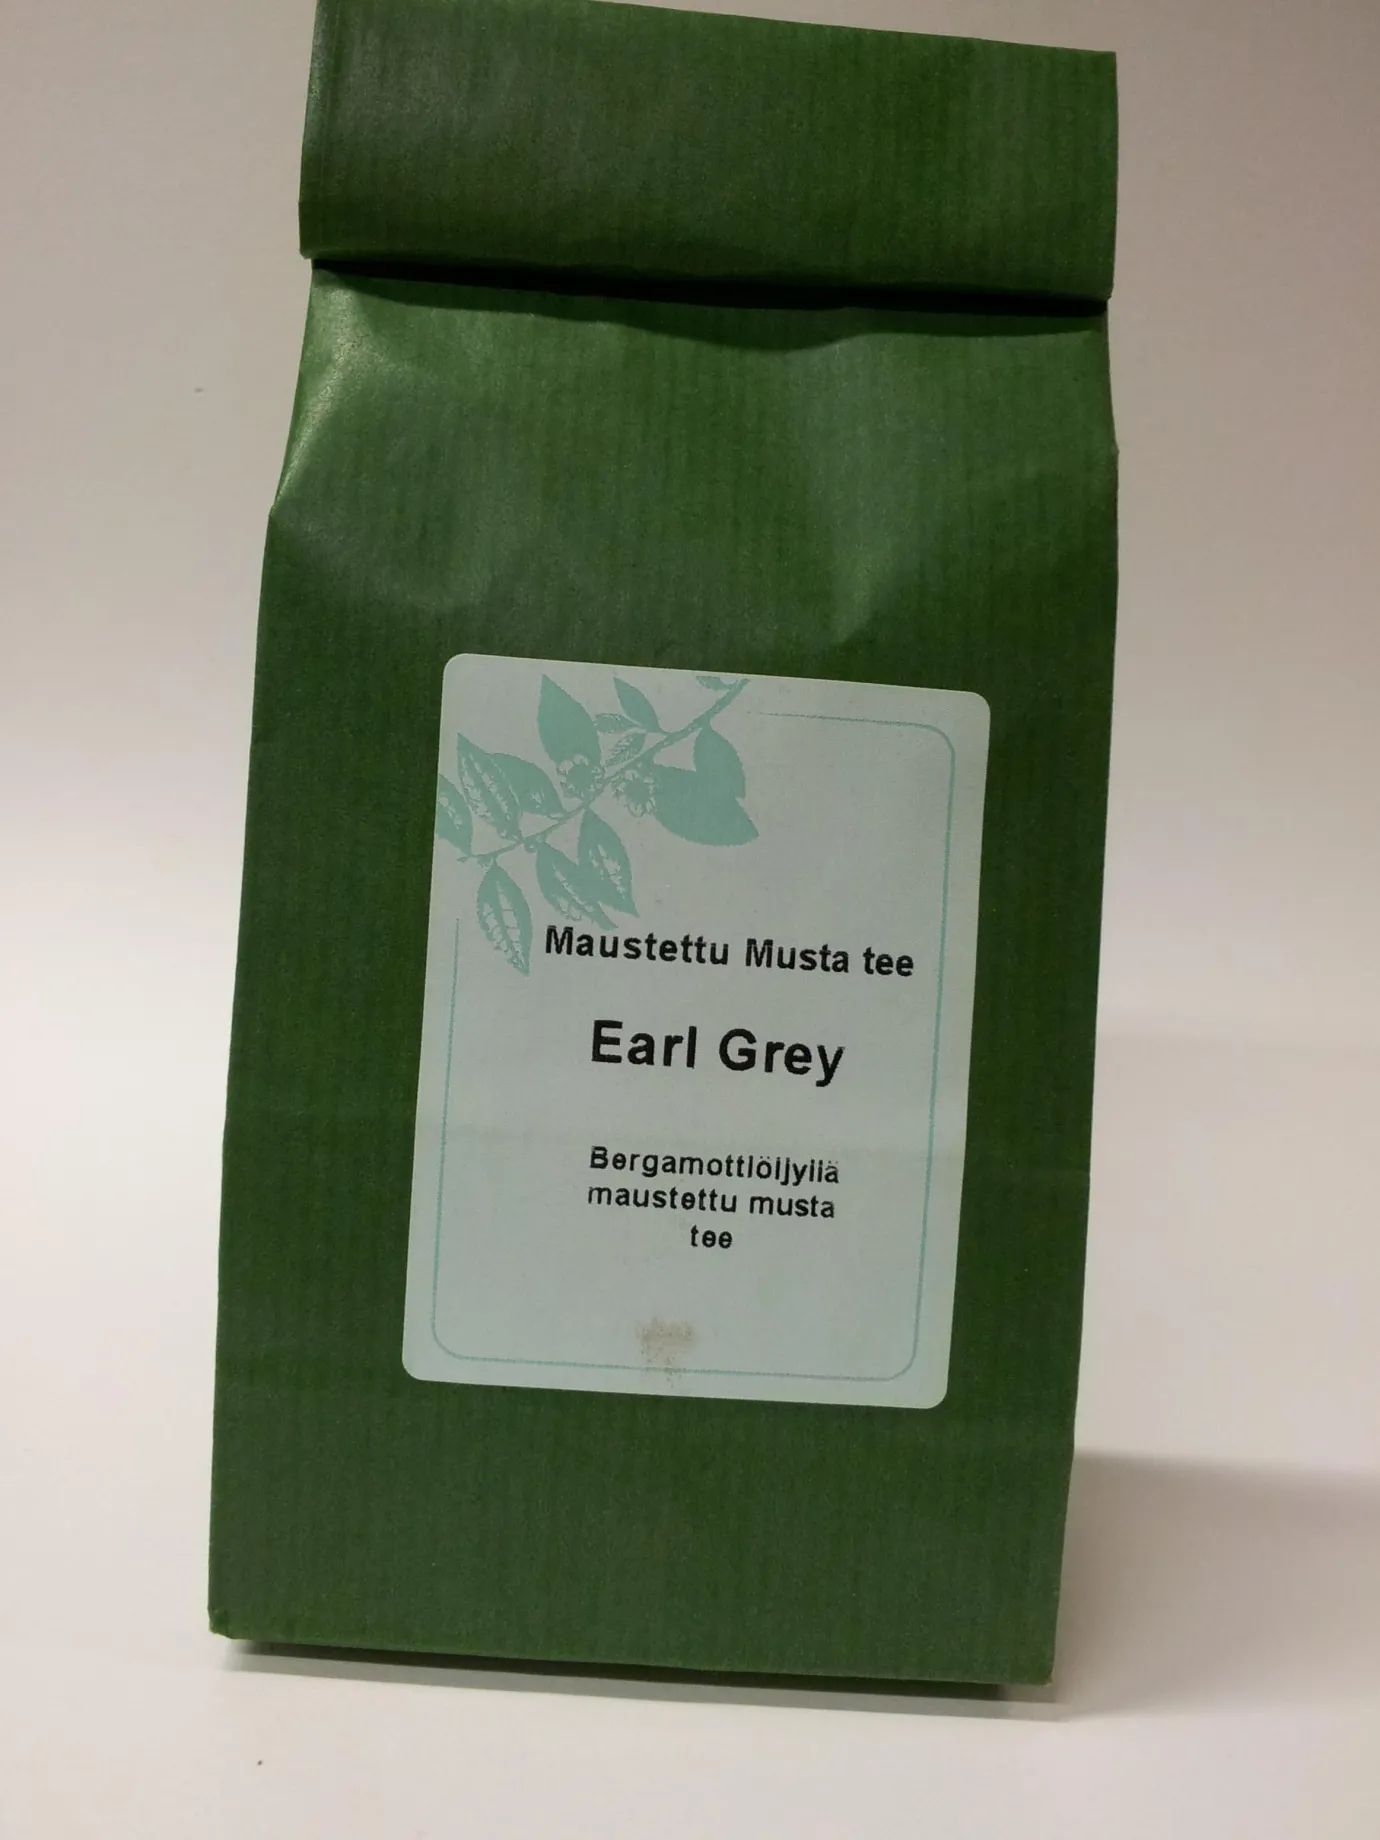 Maustettu Musta tee
Earl Grey
Bergamottiöljyllä
maustettu musta
tee